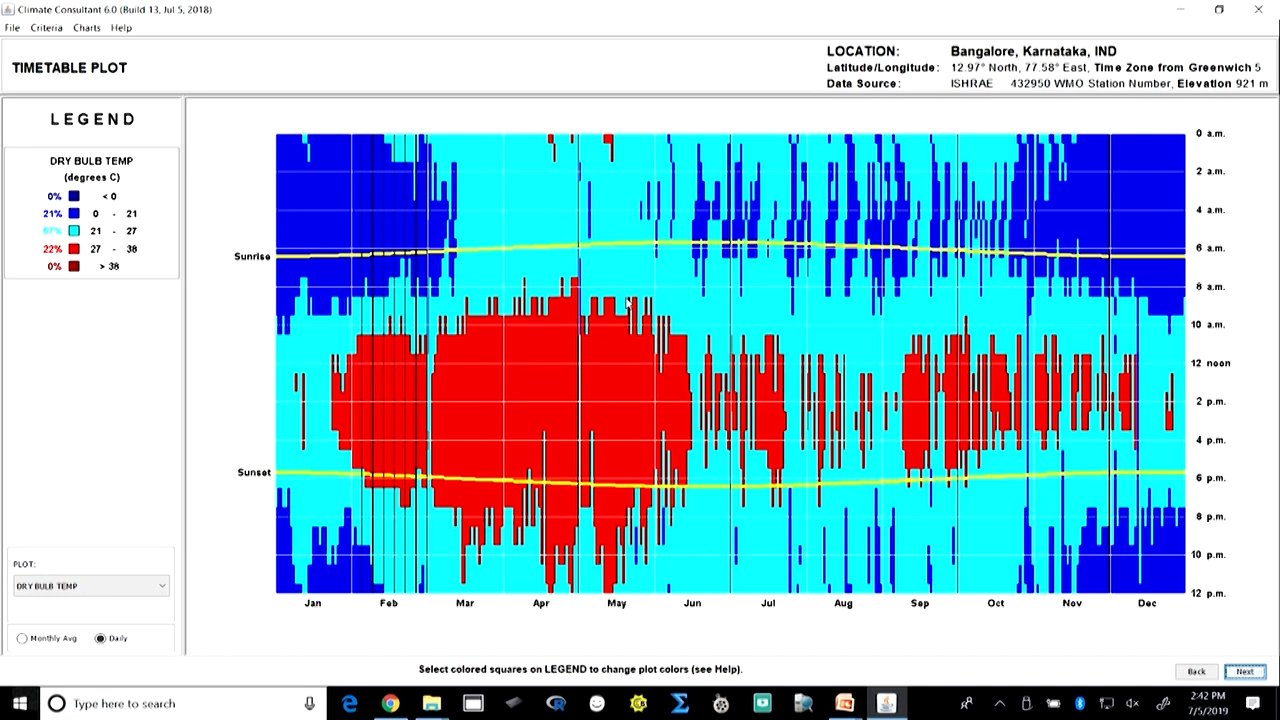 Climate Consultant 6.0 (Build 13, Jul 5, 2018)
File Criteria Charts Help
TIMETABLE PLOT
LOCATION: Bangalore, Karnataka, IND
Latitude/Longitude: 12.97° North, 77.58° East, Time Zone from Greenwich 5
Data Source: ISHRAE 432950 WMO Station Number, Elevation 921 m
LEGEND
DRY BULB TEMP
(degrees C)
0% < 0
21% 0 - 21
57% 21 - 27
22% 27 - 38
0% > 38
0 a.m.
2 a.m.
4 a.m.
6 a.m.
Sunrise
8 a.m.
10 a.m.
12 noon
2 p.m.
4 p.m.
Sunset
6 p.m.
8 p.m.
10 p.m.
12 p.m.
Jan Feb Mar Apr May Jun Jul Aug Sep Oct Nov Dec
PLOT:
DRY BULB TEMP
Monthly Avg Daily
Select colored squares on LEGEND to change plot colors (see Help).
Back Next
Type here to search
2:42 PM
7/5/2019